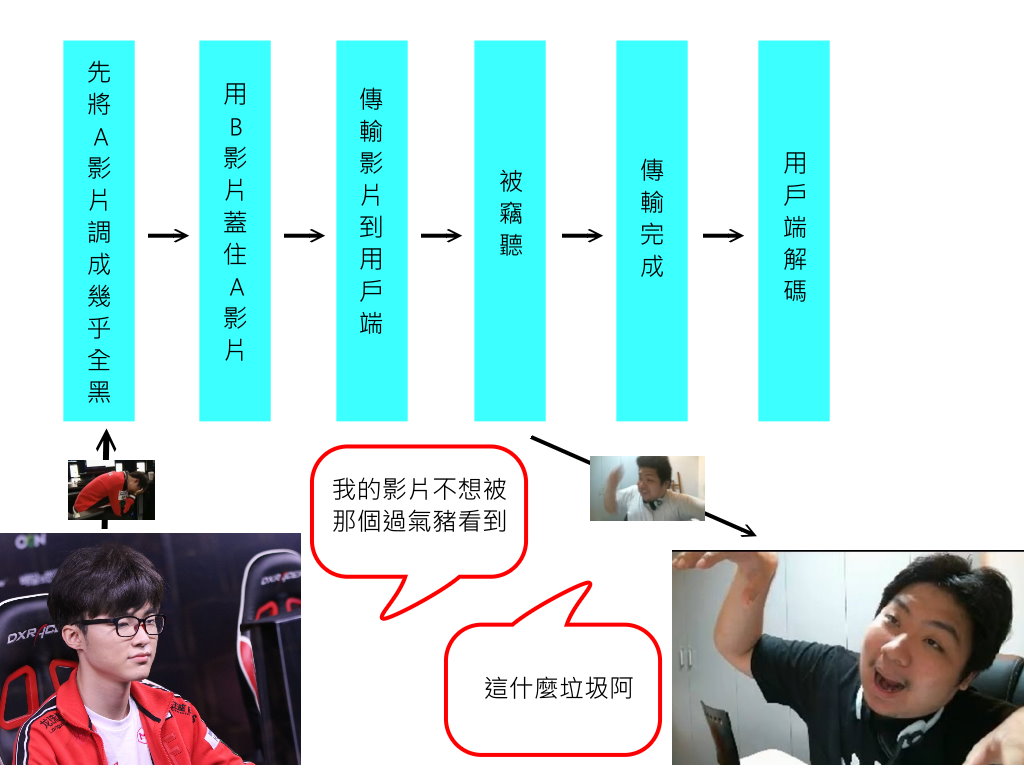 先將A影片調成幾乎全黑
用B影片蓋住A影片
傳輸影片到用戶端
被竊聽
傳輸完成
用戶端解碼
我的影片不想被
那個過氣豬看到
這什麼垃圾阿
DXRACER